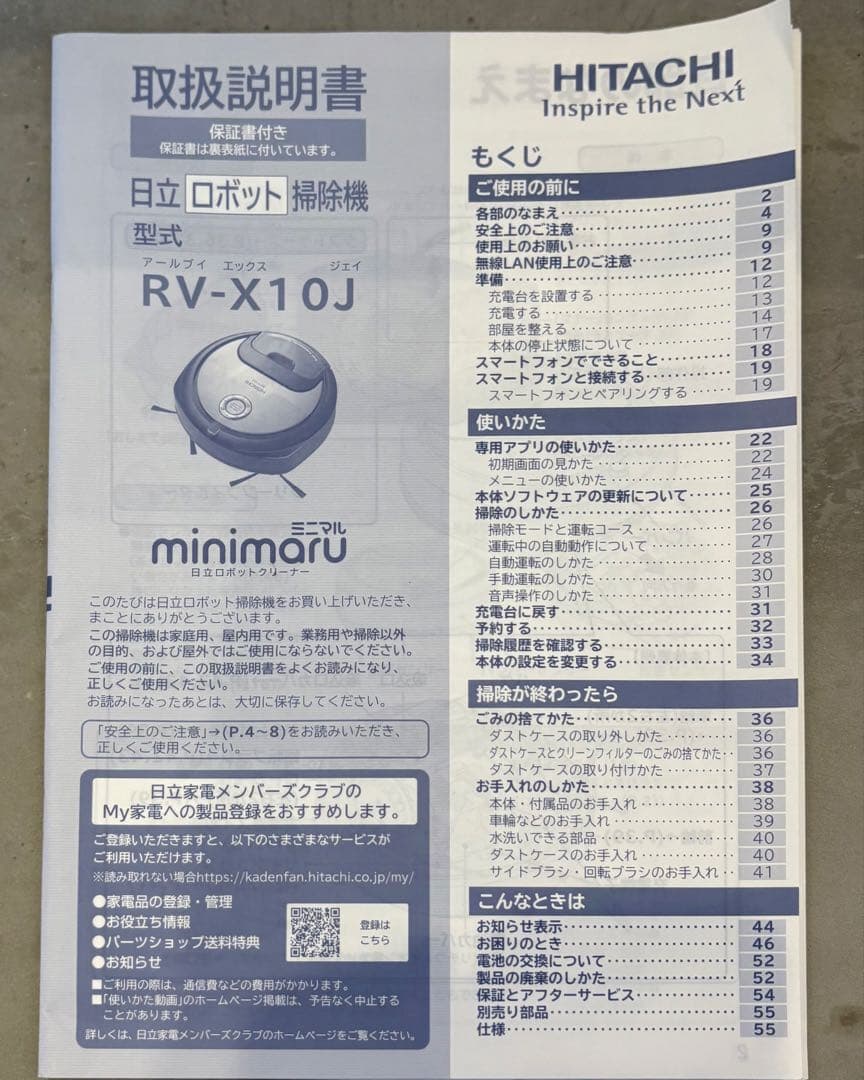 取扱説明書
保証書付き
保証書は裏表紙に付いています。
日立 ロボット 掃除機
型式
アールブイ エックス ジェイ
RV-X10J
HITACHI
ミニマル
minimaru
日立ロボットクリーナー
このたびは日立ロボット掃除機をお買い上げいただき、
まことにありがとうございます。
この掃除機は家庭用、屋内用です。業務用や掃除以外
の目的、および屋外ではご使用にならないでください。
ご使用の前に、この取扱説明書をよくお読みになり、
正しくご使用ください。
お読みになったあとは、大切に保存してください。
「安全上のご注意」→(P.4～8)をお読みいただき、
正しくご使用ください。
日立家電メンバーズクラブの
My家電への製品登録をおすすめします。
ご登録いただきますと、以下のさまざまなサービスが
ご利用いただけます。
※読み取れない場合https://kadenfan.hitachi.co.jp/my/
●家電品の登録・管理
●お役立ち情報
●パーツショップ送料特典
●お知らせ
登録は
こちら
■ご利用の際は、通信費などの費用がかかります。
■「使いかた動画」のホームページ掲載は、予告なく中止する
ことがあります。
詳しくは、日立家電メンバーズクラブのホームページをご覧ください。
HITACHI
Inspire the Next
もくじ
ご使用の前に
各部のなまえ 2
安全上のご注意 4
使用上のお願い 9
無線LAN使用上のご注意 9
準備 12
充電台を設置する 12
充電する 13
部屋を整える 14
本体の停止状態について 17
スマートフォンでできること 18
スマートフォンと接続する 19
スマートフォンとペアリングする 19
使いかた
専用アプリの使いかた 22
初期画面の見かた 22
メニューの使いかた 24
本体ソフトウェアの更新について 25
掃除のしかた 26
掃除モードと運転コース 26
運転中の自動動作について 27
自動運転のしかた 28
手動運転のしかた 30
音声操作のしかた 31
充電台に戻す 31
予約する 32
掃除履歴を確認する 33
本体の設定を変更する 34
掃除が終わったら
ごみの捨てかた 36
ダストケースの取り外しかた 36
ダストケースとクリーンフィルターのごみの捨てかた 36
ダストケースの取り付けかた 37
お手入れのしかた 38
本体・付属品のお手入れ 38
車輪などのお手入れ 39
水洗いできる部品 40
ダストケースのお手入れ 40
サイドブラシ・回転ブラシのお手入れ 41
こんなときは
お知らせ表示 44
お困りのとき 46
電池の交換について 52
製品の廃棄のしかた 52
保証とアフターサービス 54
別売り部品 55
仕様 55